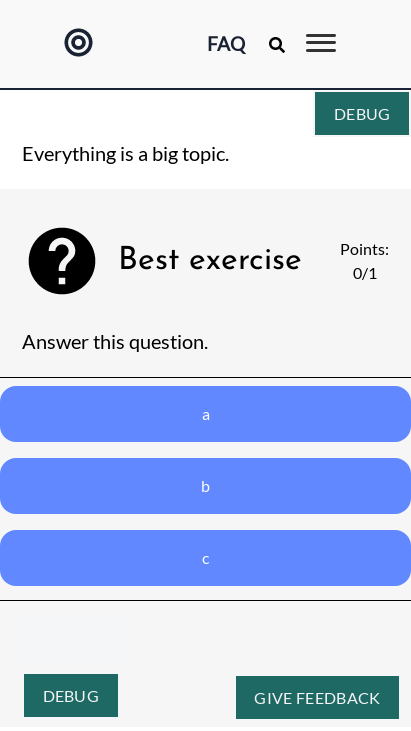 FAQ
DEBUG
Everything is a big topic.
Best exercise
Points:
0/1
Answer this question.
a
b
c
DEBUG
GIVE FEEDBACK